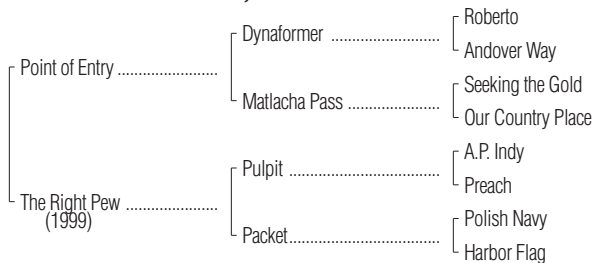 Roberto
Dynaformer ..........................
Andover Way
Point of Entry ........................
Seeking the Gold
Matlacha Pass ......................
Our Country Place
A.P. Indy
Pulpit ....................................
Preach
The Right Pew ......................
(1999)
Polish Navy
Packet....................................
Harbor Flag